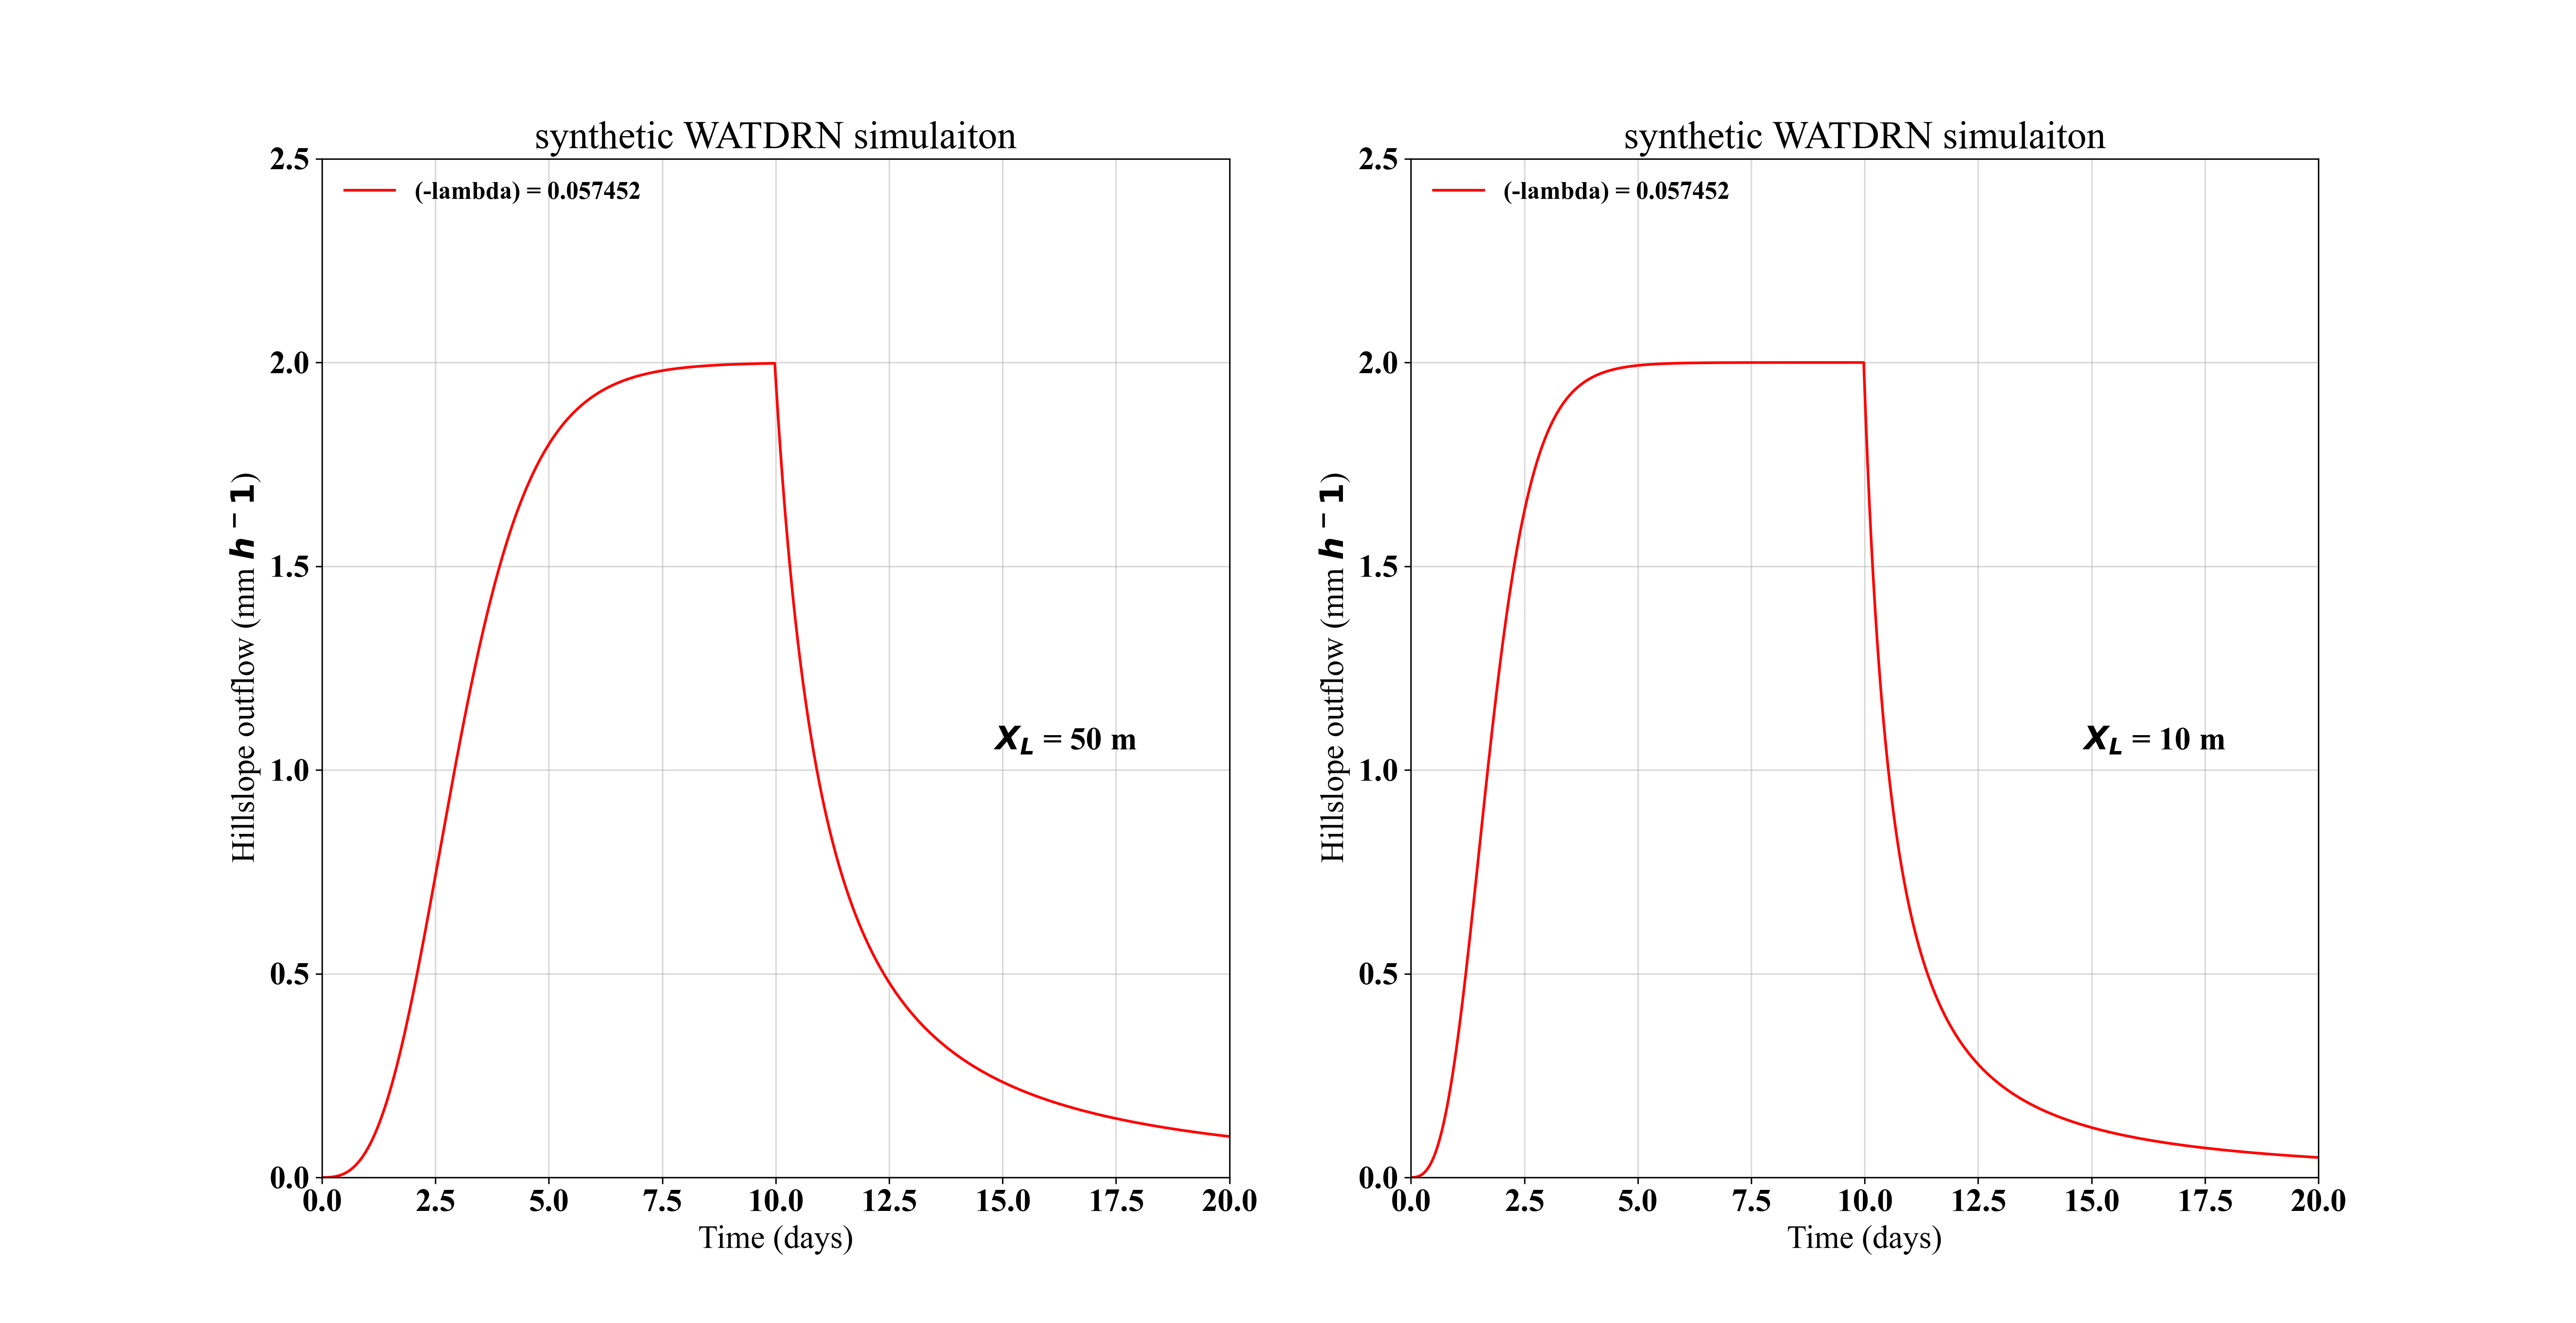 synthetic WATDRN simulaiton
(-lambda) = 0.057452
2.5
2.0
1.5
1.0
0.5
0.0
Hillslope outflow (mm h − 1)
X_L = 50 m
0.0 2.5 5.0 7.5 10.0 12.5 15.0 17.5 20.0
Time (days)
synthetic WATDRN simulaiton
(-lambda) = 0.057452
2.5
2.0
1.5
1.0
0.5
0.0
Hillslope outflow (mm h − 1)
X_L = 10 m
0.0 2.5 5.0 7.5 10.0 12.5 15.0 17.5 20.0
Time (days)